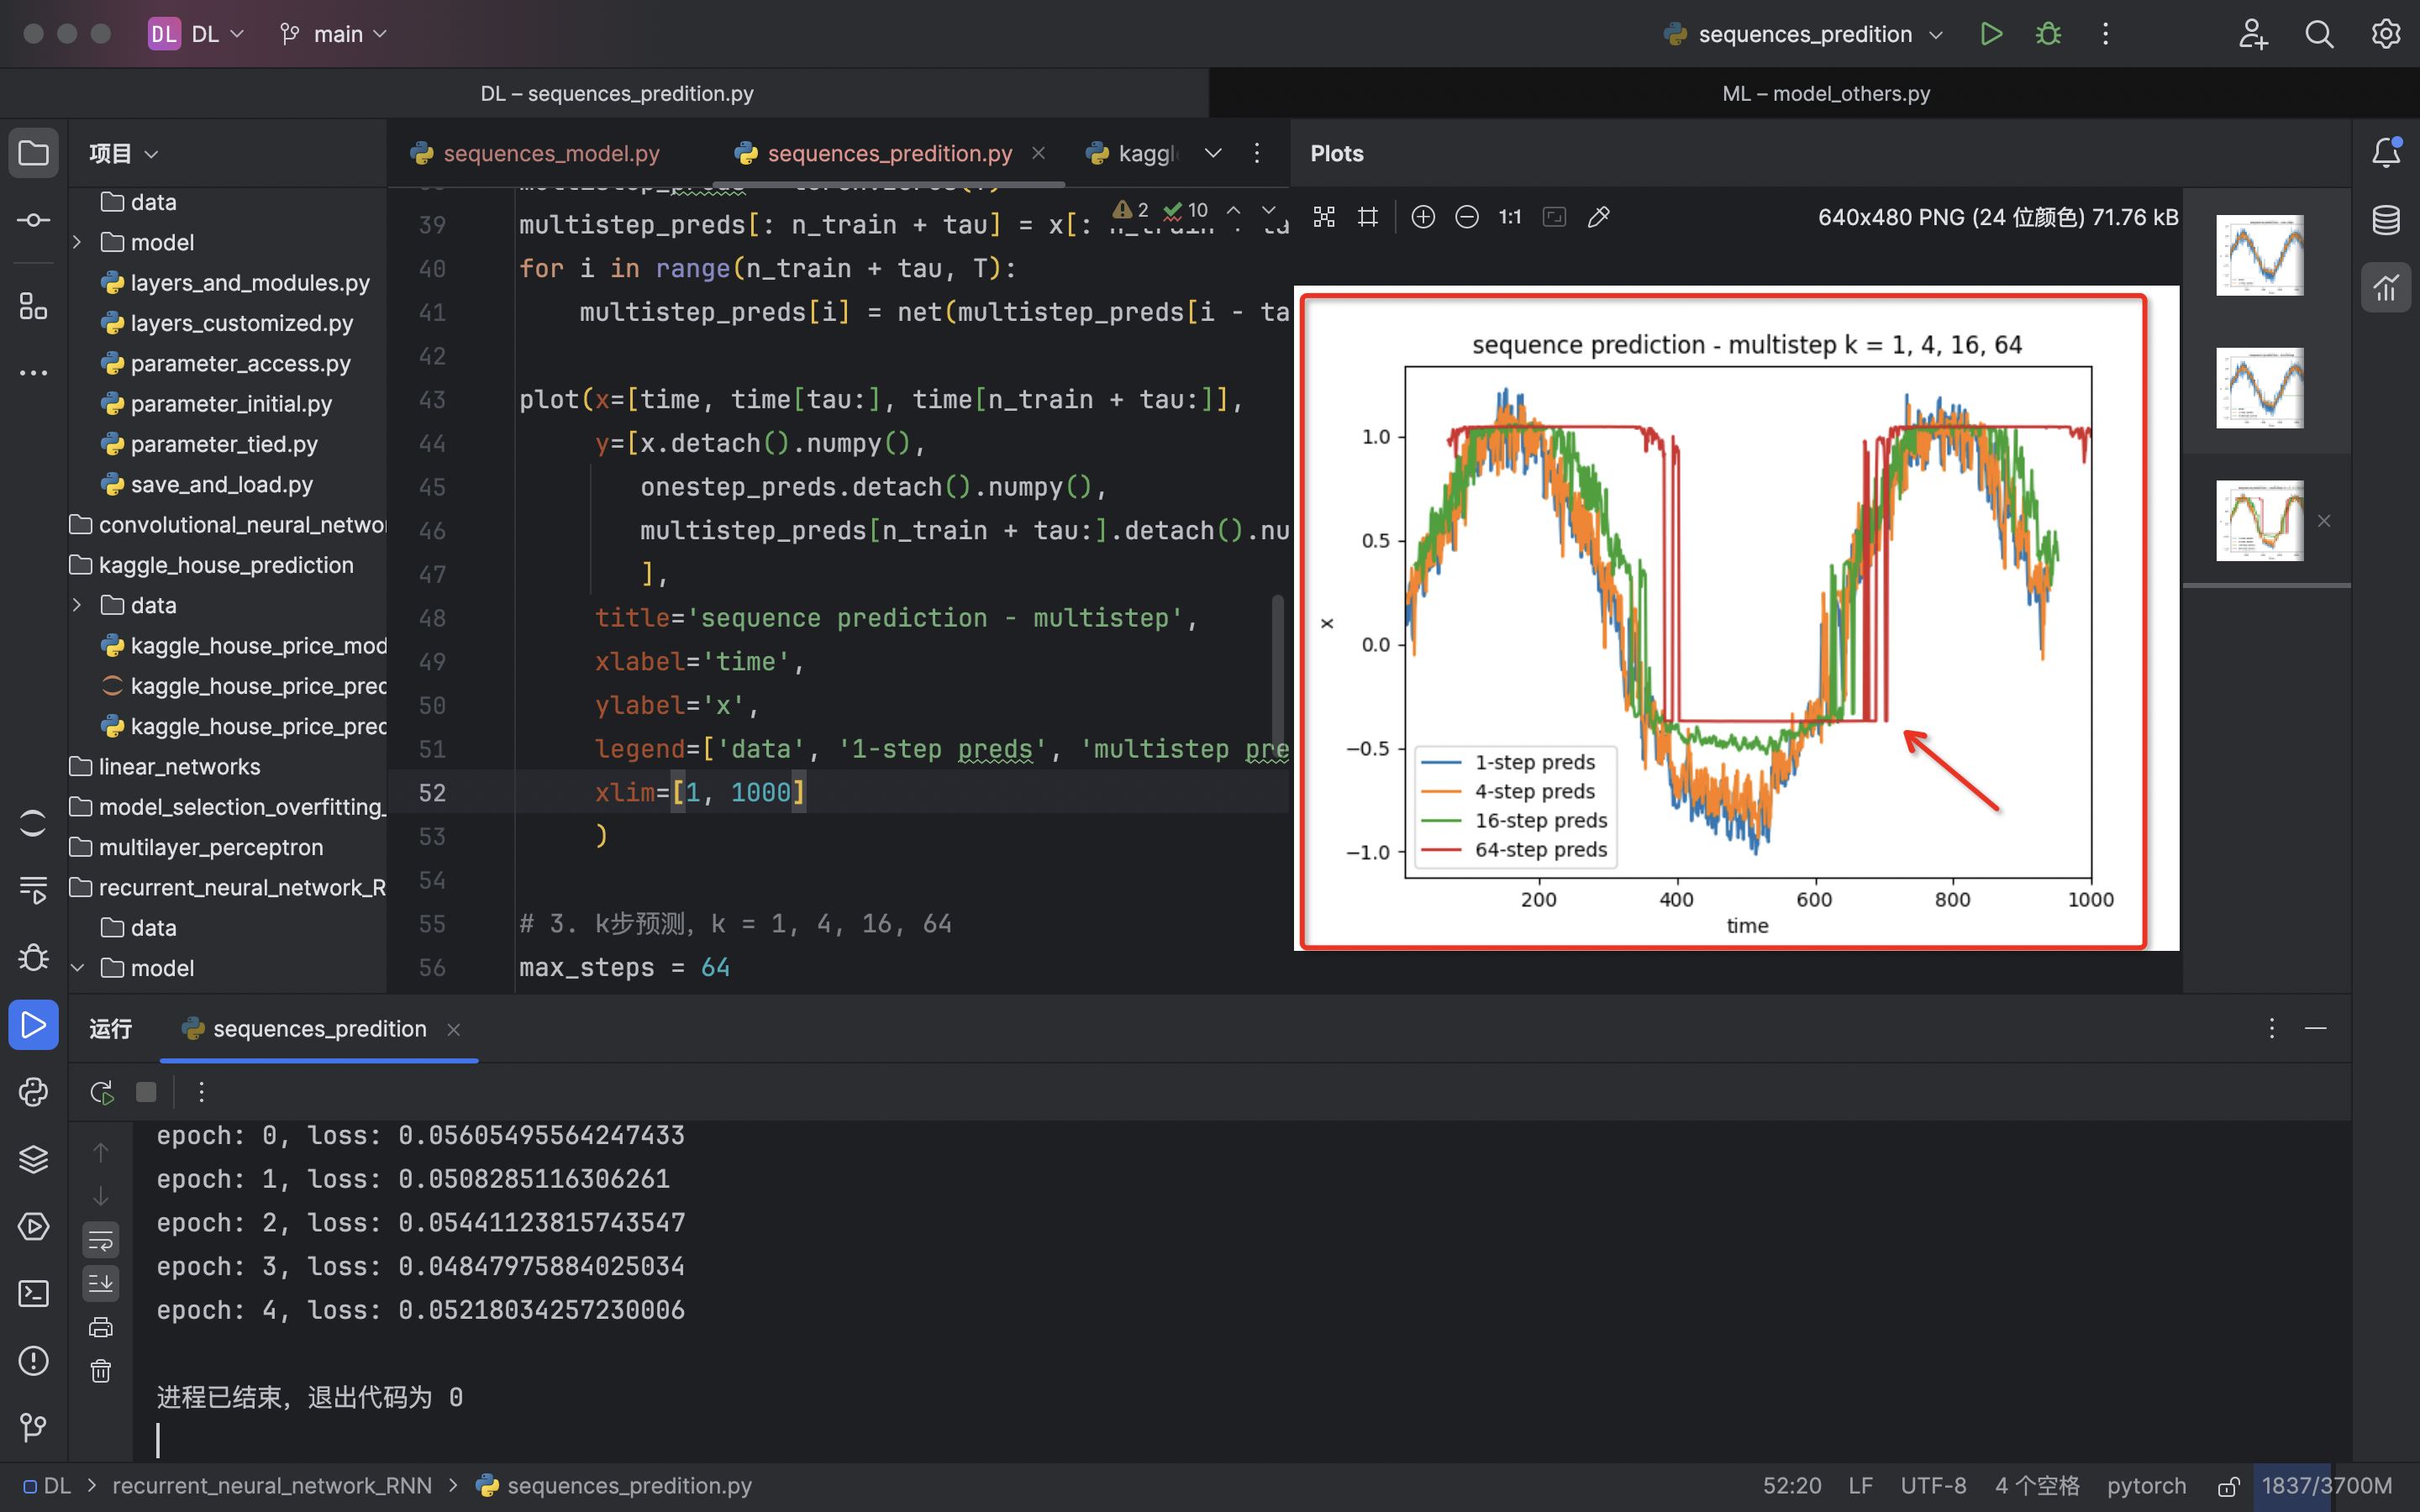 DL DL main sequences_predition
DL – sequences_predition.py ML – model_others.py
项目
data
model
layers_and_modules.py
layers_customized.py
parameter_access.py
parameter_initial.py
parameter_tied.py
save_and_load.py
convolutional_neural_networ
kaggle_house_prediction
data
kaggle_house_price_mod
kaggle_house_price_pred
kaggle_house_price_pred
linear_networks
model_selection_overfitting_
multilayer_perceptron
recurrent_neural_network_R
data
model
sequences_model.py sequences_predition.py kaggl
2 10
39 multistep_preds[: n_train + tau] = x[: n_train + ta
40 for i in range(n_train + tau, T):
41 multistep_preds[i] = net(multistep_preds[i - ta
42
43 plot(x=[time, time[tau:], time[n_train + tau:]],
44 y=[x.detach().numpy(),
45 onestep_preds.detach().numpy(),
46 multistep_preds[n_train + tau:].detach().nu
47 ],
48 title='sequence prediction - multistep',
49 xlabel='time',
50 ylabel='x',
51 legend=['data', '1-step preds', 'multistep pre
52 xlim=[1, 1000]
53 )
54
55 # 3. k步预测, k = 1, 4, 16, 64
56 max_steps = 64
Plots
1:1 640x480 PNG (24 位颜色) 71.76 kB
sequence prediction - multistep k = 1, 4, 16, 64
1.0
0.5
0.0
−0.5
−1.0
x
1-step preds
4-step preds
16-step preds
64-step preds
200 400 600 800 1000
time
运行 sequences_predition
epoch: 0, loss: 0.05605495564247433
epoch: 1, loss: 0.0508285116306261
epoch: 2, loss: 0.05441123815743547
epoch: 3, loss: 0.04847975884025034
epoch: 4, loss: 0.05218034257230006
进程已结束，退出代码为 0
DL recurrent_neural_network_RNN sequences_predition.py 52:20 LF UTF-8 4 个空格 pytorch 1837/3700M